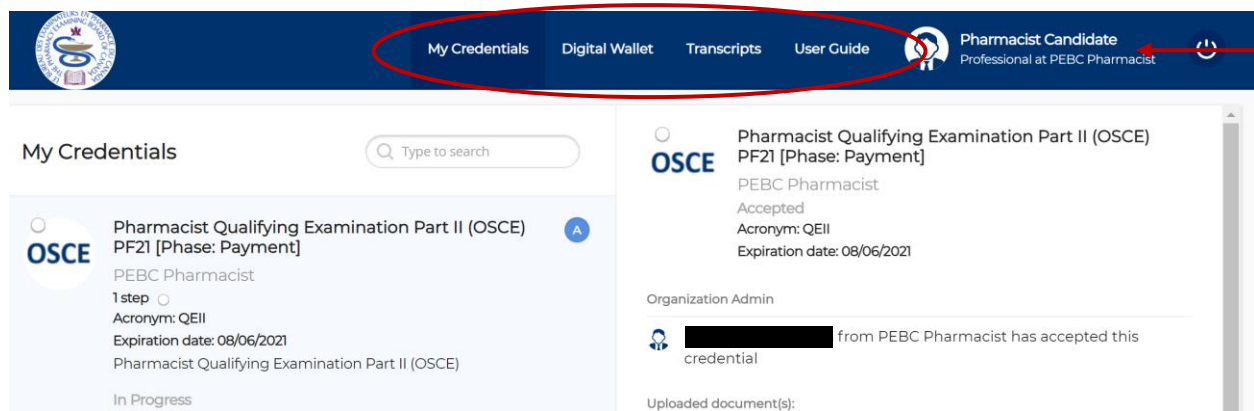 My Credentials
Digital Wallet
Transcripts
User Guide
Pharmacist Candidate
Professional at PEBC Pharmacist
My Credentials
Type to search
OSCE
Pharmacist Qualifying Examination Part II (OSCE)
PF21 [Phase: Payment]
A
PEBC Pharmacist
1 step
Acronym: QEII
Expiration date: 08/06/2021
Pharmacist Qualifying Examination Part II (OSCE)
In Progress
OSCE
Pharmacist Qualifying Examination Part II (OSCE)
PF21 [Phase: Payment]
PEBC Pharmacist
Accepted
Acronym: QEII
Expiration date: 08/06/2021
Organization Admin
from PEBC Pharmacist has accepted this
credential
Uploaded document(s):